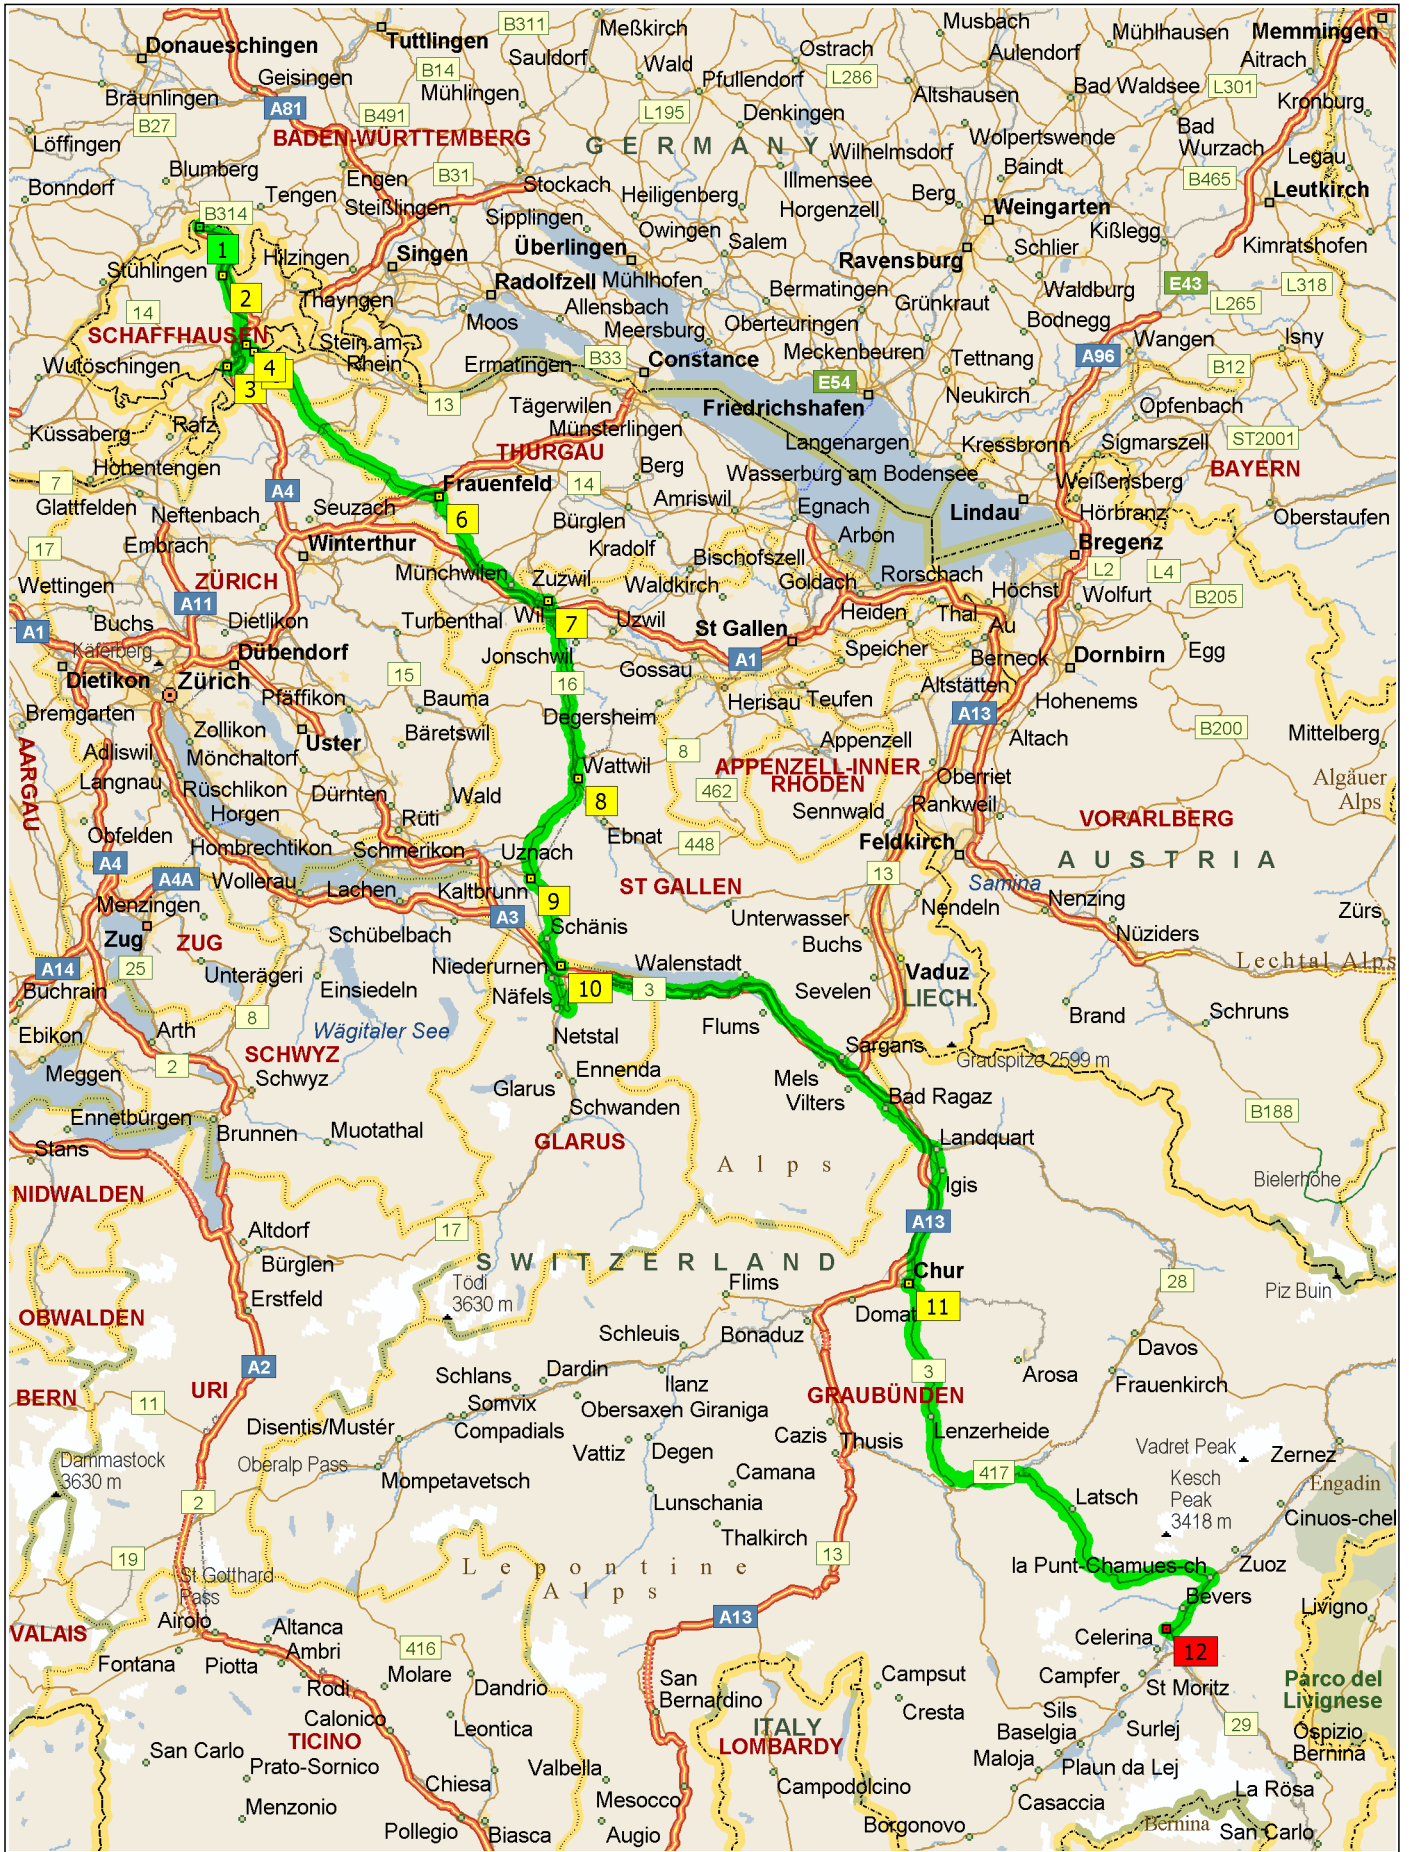 B311
Meßkirch
Musbach
Mühlhausen
Memmingen
Donaueschingen
Tuttlingen
Sauldorf
Ostrach
Aulendorf
Aitrach
Geisingen
B14
Wald
Pfullendorf
L286
Bad Waldsee
L301
Bräunlingen
Mühlingen
Altshausen
Kronburg
A81
B491
L195
Denkingen
B27
BADEN-WÜRTTEMBERG
GERMANY
Wolpertswende
Bad
Wurzach
Löffingen
Wilhelmsdorf
Legau
Blumberg
Engen
B31
Stockach
Illmensee
Baindt
B465
Bonndorf
Tengen
Steißlingen
Heiligenberg
Horgenzell
Berg
Leutkirch
B314
Sipplingen
Owingen
Weingarten
Kißlegg
1
Hilzingen
Singen
Überlingen
Salem
Ravensburg
Schlier
Kimratshofen
Stühlingen
Radolfzell
Mühlhofen
Bermatingen
Waldburg
E43
L318
2
Thayngen
Allensbach
Grünkraut
L265
14
Moos
Meersburg
Oberteuringen
Bodnegg
SCHAFFHAUSEN
Stein am
Rhein
B33
Constance
Meckenbeuren
Wangen
Isny
Wutöschingen
4
Ermatingen
Tettnang
A96
B12
3
13
Tägerwilen
E54
Neukirch
Friedrichshafen
Opfenbach
Küssaberg
Rafz
Münsterlingen
Langenargen
Kressbronn
Sigmarszell
ST2001
Hohentengen
THURGAU
Berg
Wasserburg am Bodensee
BAYERN
7
A4
Frauenfeld
14
Weißensberg
Glattfelden
Seuzach
Amriswil
Egnach
Lindau
Hörbranz
Oberstaufen
Neftenbach
6
Bürglen
17
Embrach
Winterthur
Kradolf
Arbon
Bregenz
Bischofszell
Wettingen
ZÜRICH
Münchwilen
Zuzwil
Waldkirch
Goldach
Rorschach
L2
L4
A11
Höchst
Wolfurt
B205
Buchs
Dietlikon
Turbenthal
Wil
7
Uzwil
Heiden
Thal
A1
St Gallen
Au
Käferberg
Dübendorf
Jonschwil
Gossau
A1
Speicher
Berneck
Dornbirn
Egg
Dietikon
Zürich
Pfäffikon
15
Bauma
16
Herisau
Teufen
Altstätten
Hohenems
Bremgarten
Zollikon
Degersheim
A13
B200
Uster
Bäretswil
Appenzell
Altach
Mittelberg
AARGAU
Adliswil
Mönchaltorf
8
APPENZELL-INNER
RHODEN
Langnau
Wattwil
Oberriet
Algäuer
Alps
Rüschlikon
Dürnten
Wald
8
462
Sennwald
Rankweil
Horgen
Rüti
Obfelden
Ebnat
VORARLBERG
Hombrechtikon
Schmerikon
Uznach
448
Feldkirch
AUSTRIA
A4
A4A
Wollerau
Lachen
Kaltbrunn
ST GALLEN
13
Samina
Menzingen
9
Nendeln
Nenzing
Zürs
A3
Schänis
Unterwasser
Zug
ZUG
Schübelbach
Buchs
Nüziders
A14
25
Unterägeri
Niederurnen
Walenstadt
Vaduz
Lechtal Alps
Buchrain
Einsiedeln
Näfels
10
3
Sevelen
LIECH.
Brand
Schruns
8
Wägitaler See
Flums
Ebikon
Arth
Netstal
Sargans
SCHWYZ
Grauspitze 2599 m
2
Schwyz
Ennenda
Mels
Meggen
Glarus
Vilters
Bad Ragaz
Ennetbürgen
Schwanden
B188
Brunnen
Muotathal
GLARUS
Landquart
Stans
Alps
Bielerhöhe
NIDWALDEN
Igis
Altdorf
17
A13
Bürglen
SWITZERLAND
Tödi
3630 m
Flims
Chur
28
Piz Buin
OBWALDEN
Erstfeld
11
Domat
Schleuis
Bonaduz
Davos
A2
Schlans
Dardin
Arosa
BERN
URI
Ilanz
3
11
Somvix
GRAUBÜNDEN
Frauenkirch
Disentis/Mustér
Compadials
Obersaxen Giraniga
Lenzerheide
Vattiz
Degen
Cazis
Thusis
Vadret Peak
Zernez
Dammastock
3630 m
Oberalp Pass
Camana
417
Kesch
Peak
3418 m
Engadin
Mompetavetsch
2
Lunschania
Latsch
Cinuos-chel
Thalkirch
19
13
St Gotthard
Pass
Lepontine
Alps
la Punt-Chamues-ch
Zuoz
Bevers
A13
Livigno
Airolo
Altanca
VALAIS
Ambri
416
Celerina
12
Fontana
Piotta
Molare
San
Bernardino
Campsut
Campfer
Parco del
Livignese
Rodi
Dandrio
Cresta
St Moritz
Calonico
Leontica
ITALY
Sils
Baselgia
Surlej
29
Ospizio
Bernina
TICINO
LOMBARDY
San Carlo
Prato-Sornico
Valbella
Maloja
Plaun da Lej
Chiesa
Mesocco
Campodolcino
Casaccia
La Rösa
Menzonio
Pollegio
Biasca
Augio
Borgonovo
Bernina
San Carlo